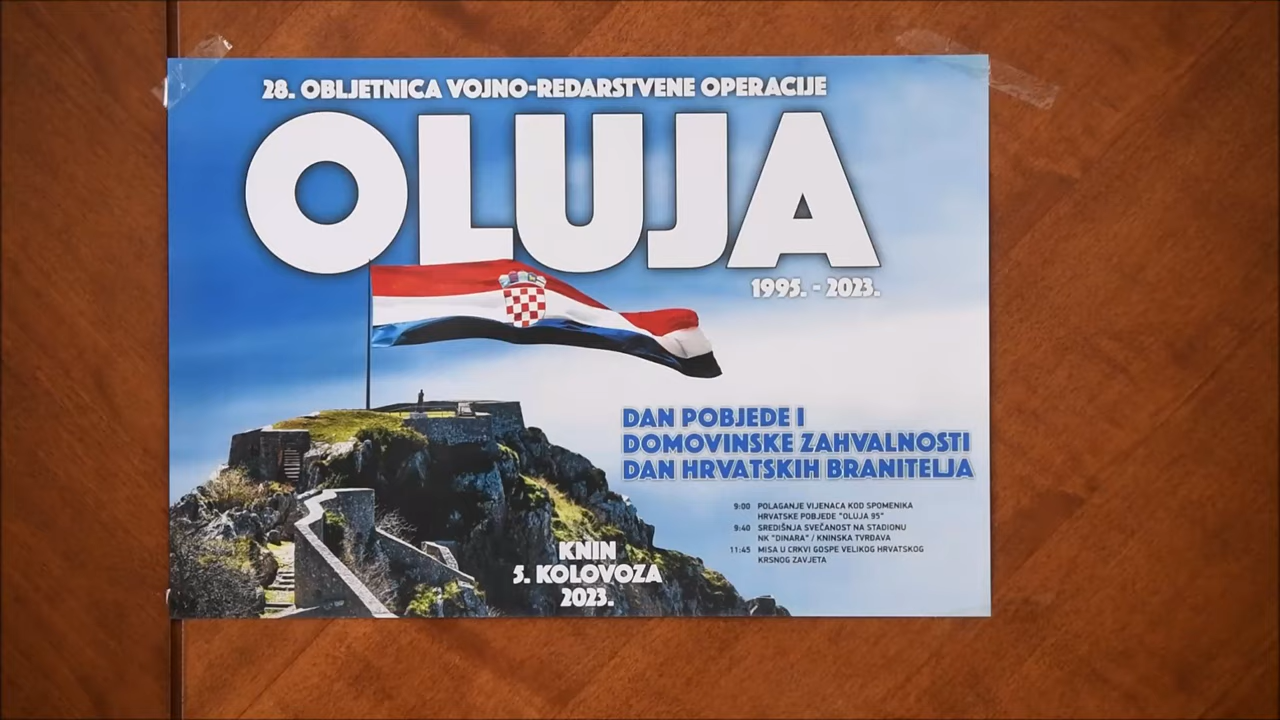 28. OBLJETNICA VOJNO-REDARSTVENE OPERACIJE
OLUJA
1995. - 2023.
DAN POBJEDE I
DOMOVINSKE ZAHVALNOSTI
DAN HRVATSKIH BRANITELJA
9:00 POLAGANJE VIJENACA KOD SPOMENIKA
HRVATSKE POBJEDE "OLUJA 95"
9:40 SREDIŠNJA SVEČANOST NA STADIONU
NK "DINARA" / KNINSKA TVRĐAVA
11:45 MISA U CRKVI GOSPE VELIKOG HRVATSKOG
KRSNOG ZAVJETA
KNIN
5. KOLOVOZA
2023.